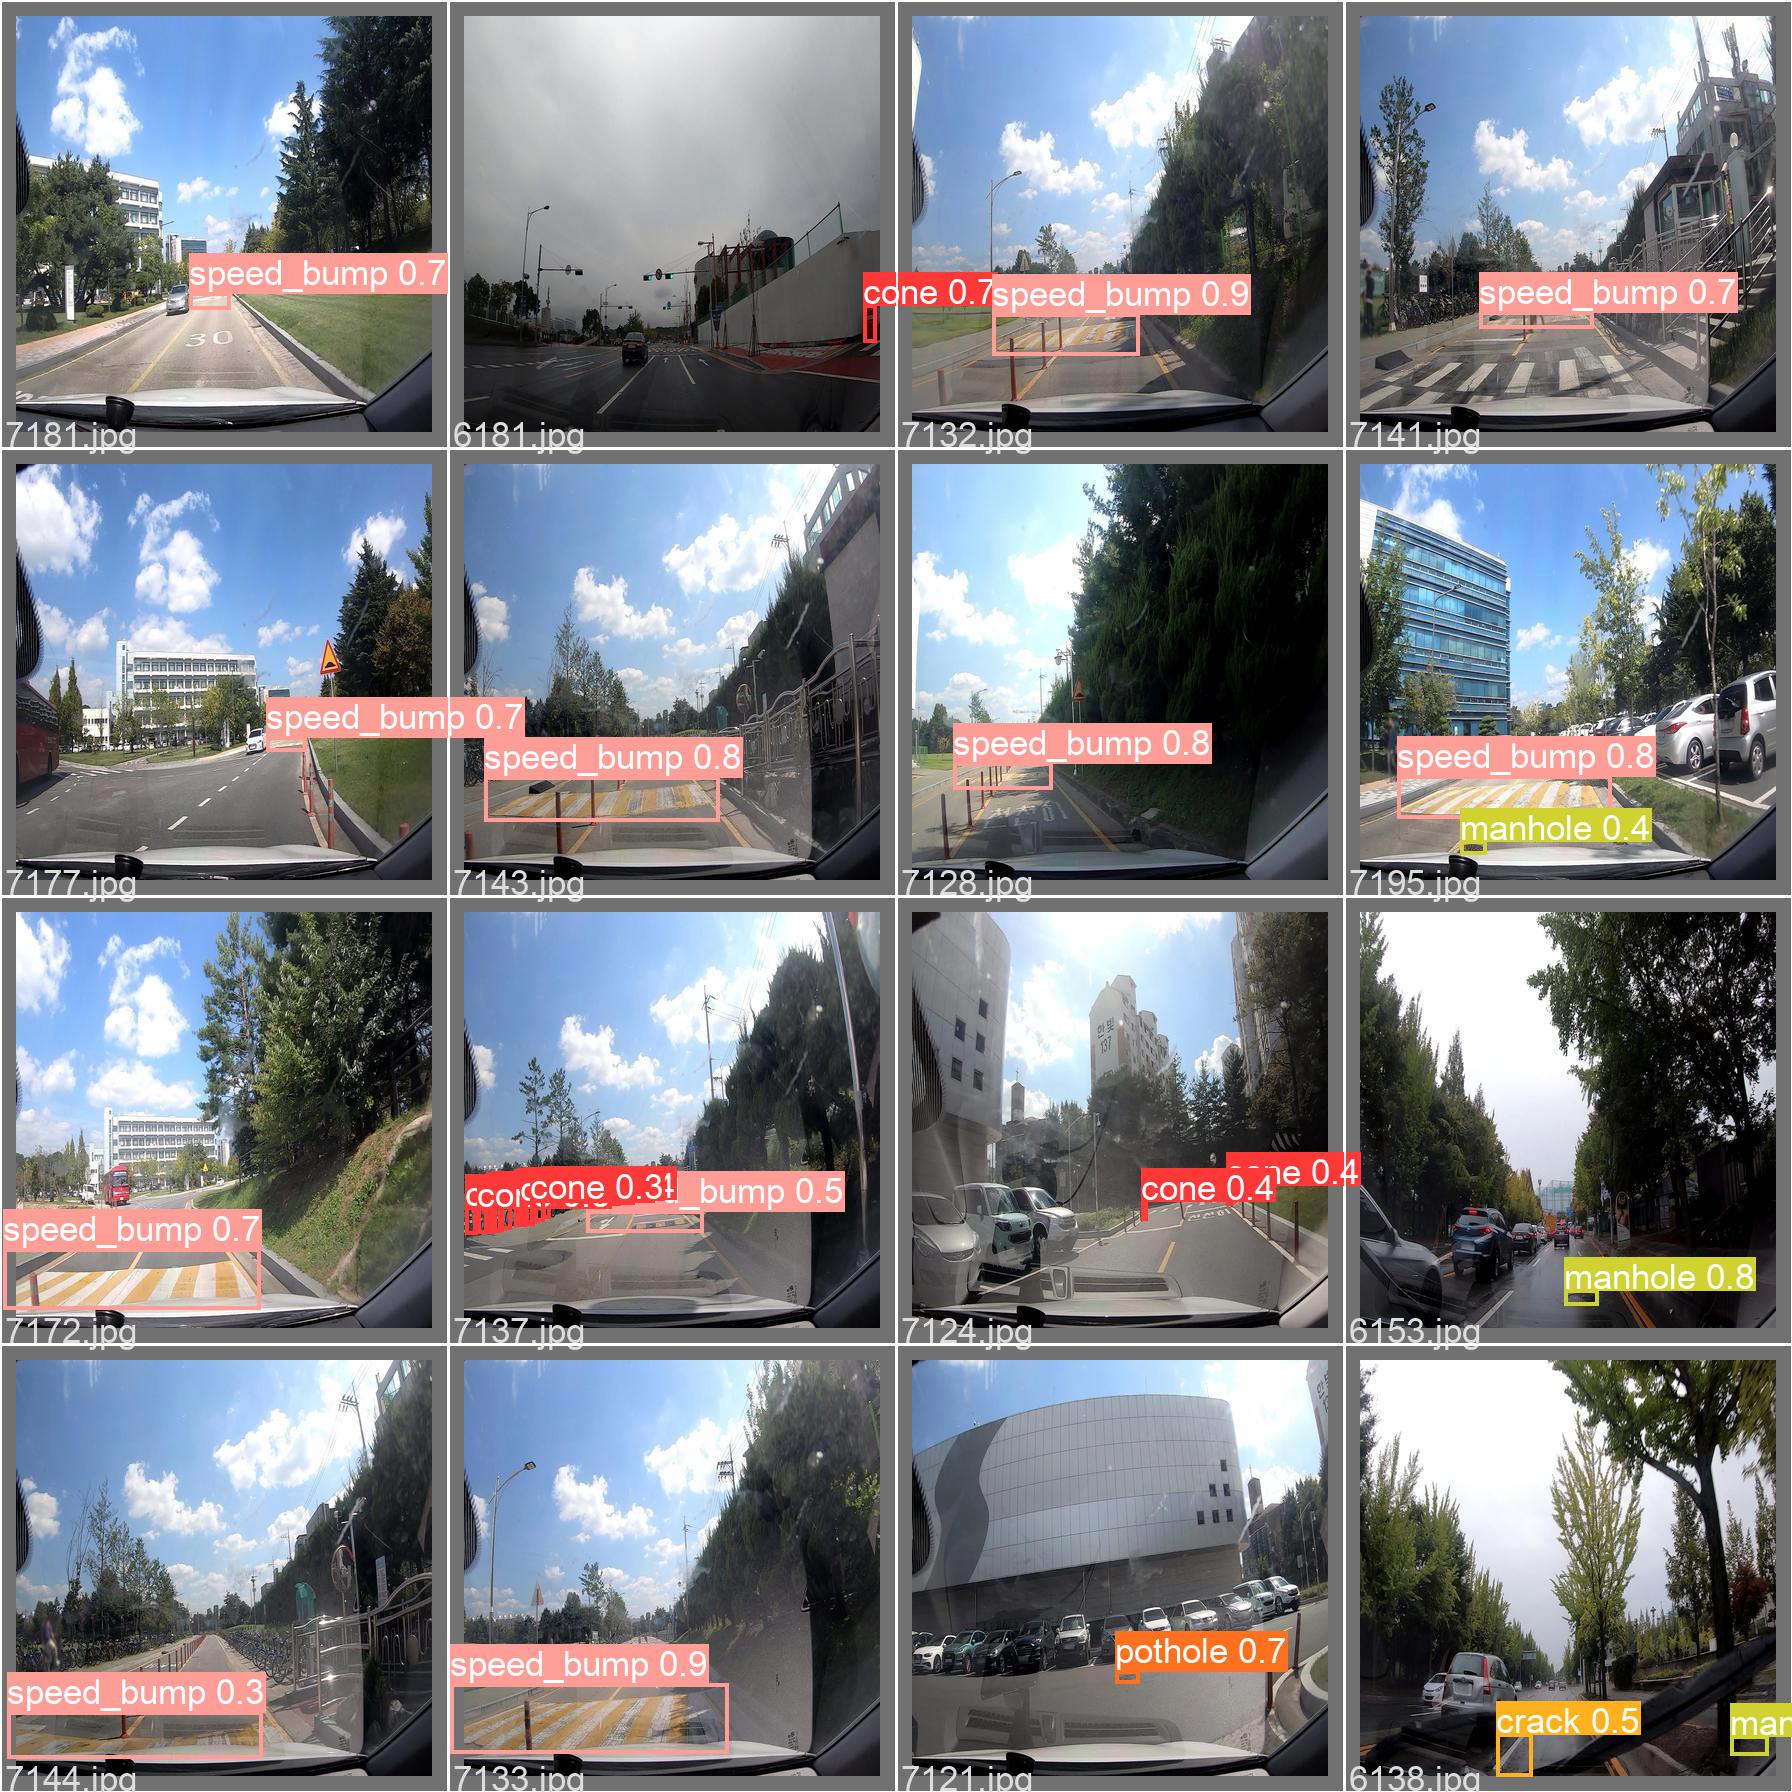 speed_bump 0.7
30
7181.jpg
cone 0.7
6181.jpg
speed_bump 0.9
7132.jpg
speed_bump 0.7
7141.jpg
speed_bump 0.7
7177.jpg
speed_bump 0.8
7143.jpg
speed_bump 0.8
7128.jpg
speed_bump 0.8
manhole 0.4
7195.jpg
speed_bump 0.7
7172.jpg
cone 0.31
_bump 0.5
7137.jpg
한빛
137
cone 0.4
cone 0.4
7124.jpg
manhole 0.8
6153.jpg
speed_bump 0.3
7144.jpg
speed_bump 0.9
7133.jpg
pothole 0.7
7121.jpg
crack 0.5
man
6138.jpg